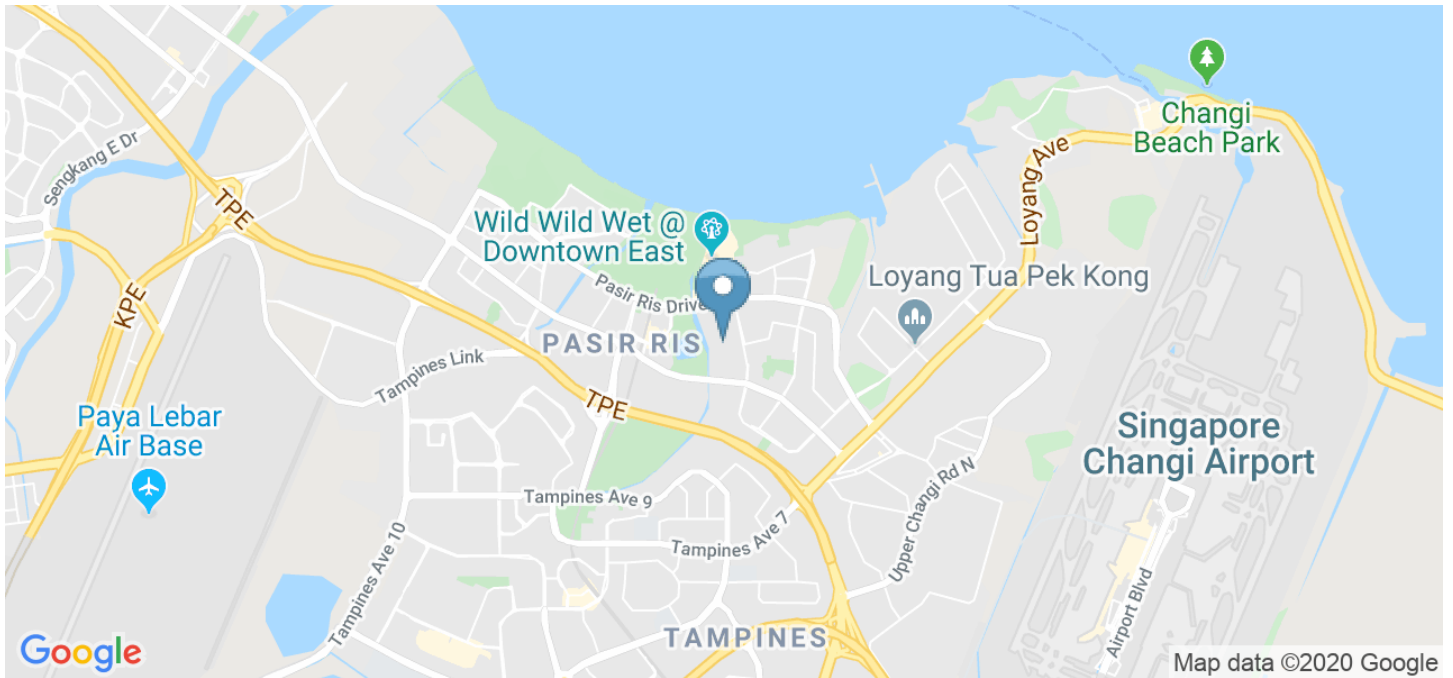 Changi
Beach Park
Sengkang E Dr
Loyang Ave
TPE
Wild Wild Wet @
Downtown East
Loyang Tua Pek Kong
Pasir Ris Drive
KPE
PASIR RIS
Tampines Link
TPE
Paya Lebar
Air Base
Singapore
Changi Airport
Upper Changi Rd N
Tampines Ave 9
Tampines Ave 7
Tampines Ave 10
Airport Blvd
TAMPINES
Google
Map data ©2020 Google